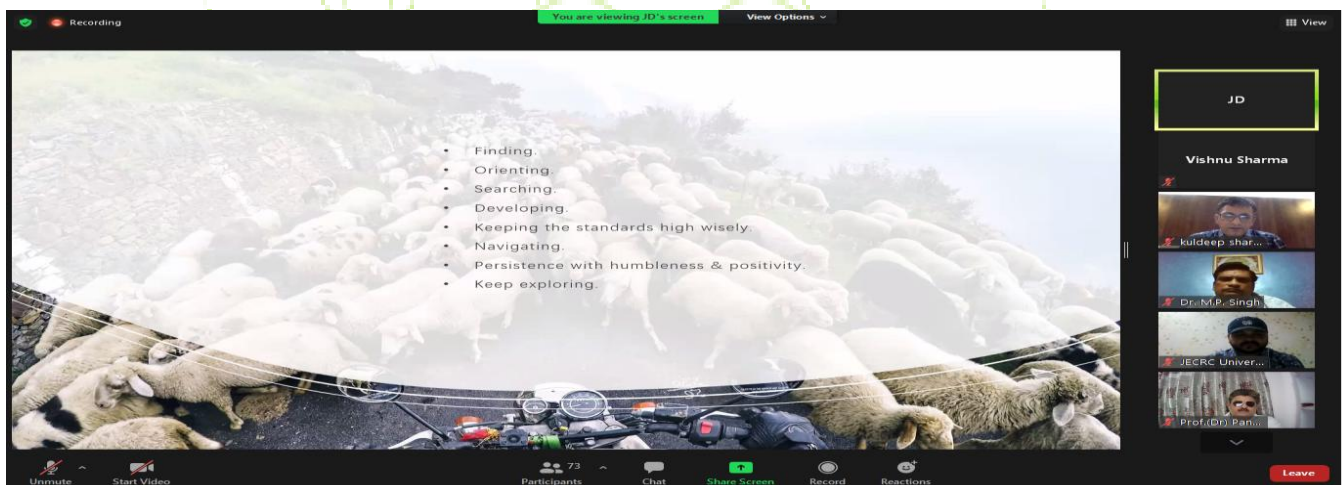 Recording
You are viewing JD's screen
View Options
View
• Finding.
• Orienting.
• Searching.
• Developing.
• Keeping the standards high wisely.
• Navigating.
• Persistence with humbleness & positivity.
• Keep exploring.
JD
Vishnu Sharma
kuldeep shar...
Dr. M.P. Singh
JECRC Univer...
Prof.(Dr) Pan...
Unmute
Start Video
73
Participants
Chat
Share Screen
Record
Reactions
Leave